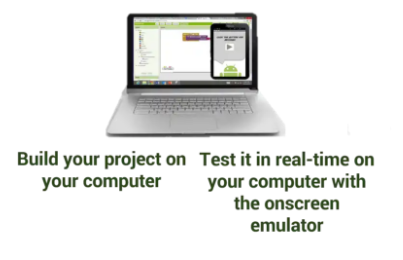 Build your project on
your computer
Test it in real-time on
your computer with
the onscreen
emulator